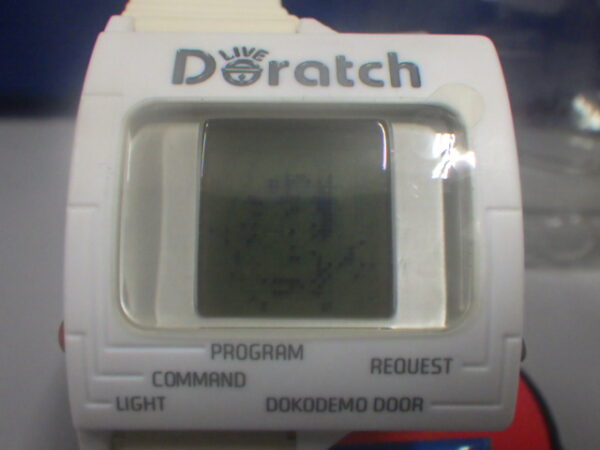 LIVE
Doratch
PROGRAM
REQUEST
COMMAND
LIGHT
DOKODEMO DOOR